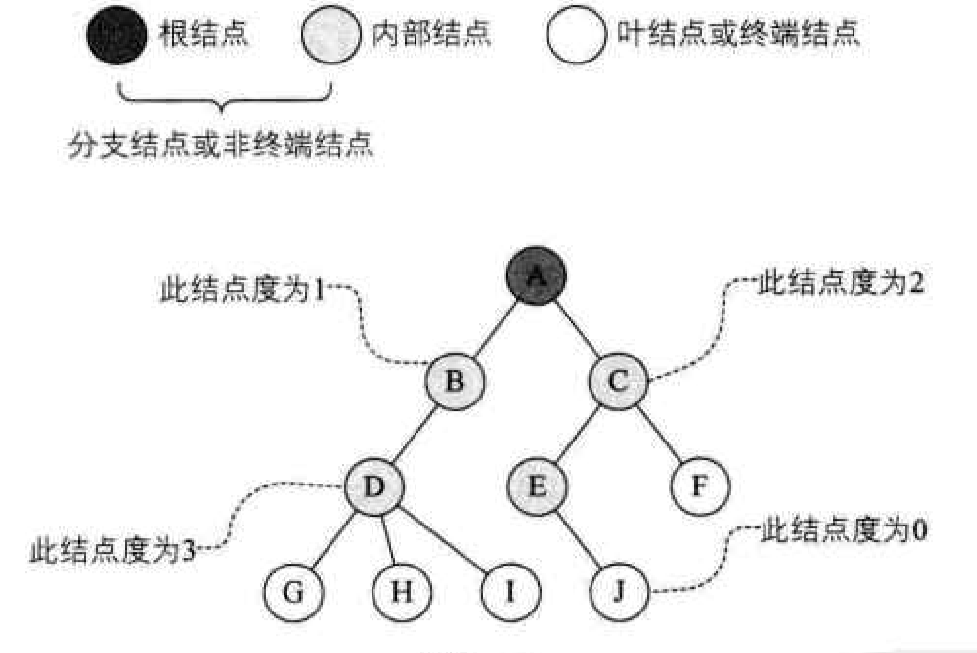 根结点 内部结点 叶结点或终端结点
分支结点或非终端结点
A
此结点度为1 此结点度为2
B C
D E F
此结点度为3 此结点度为0
G H I J